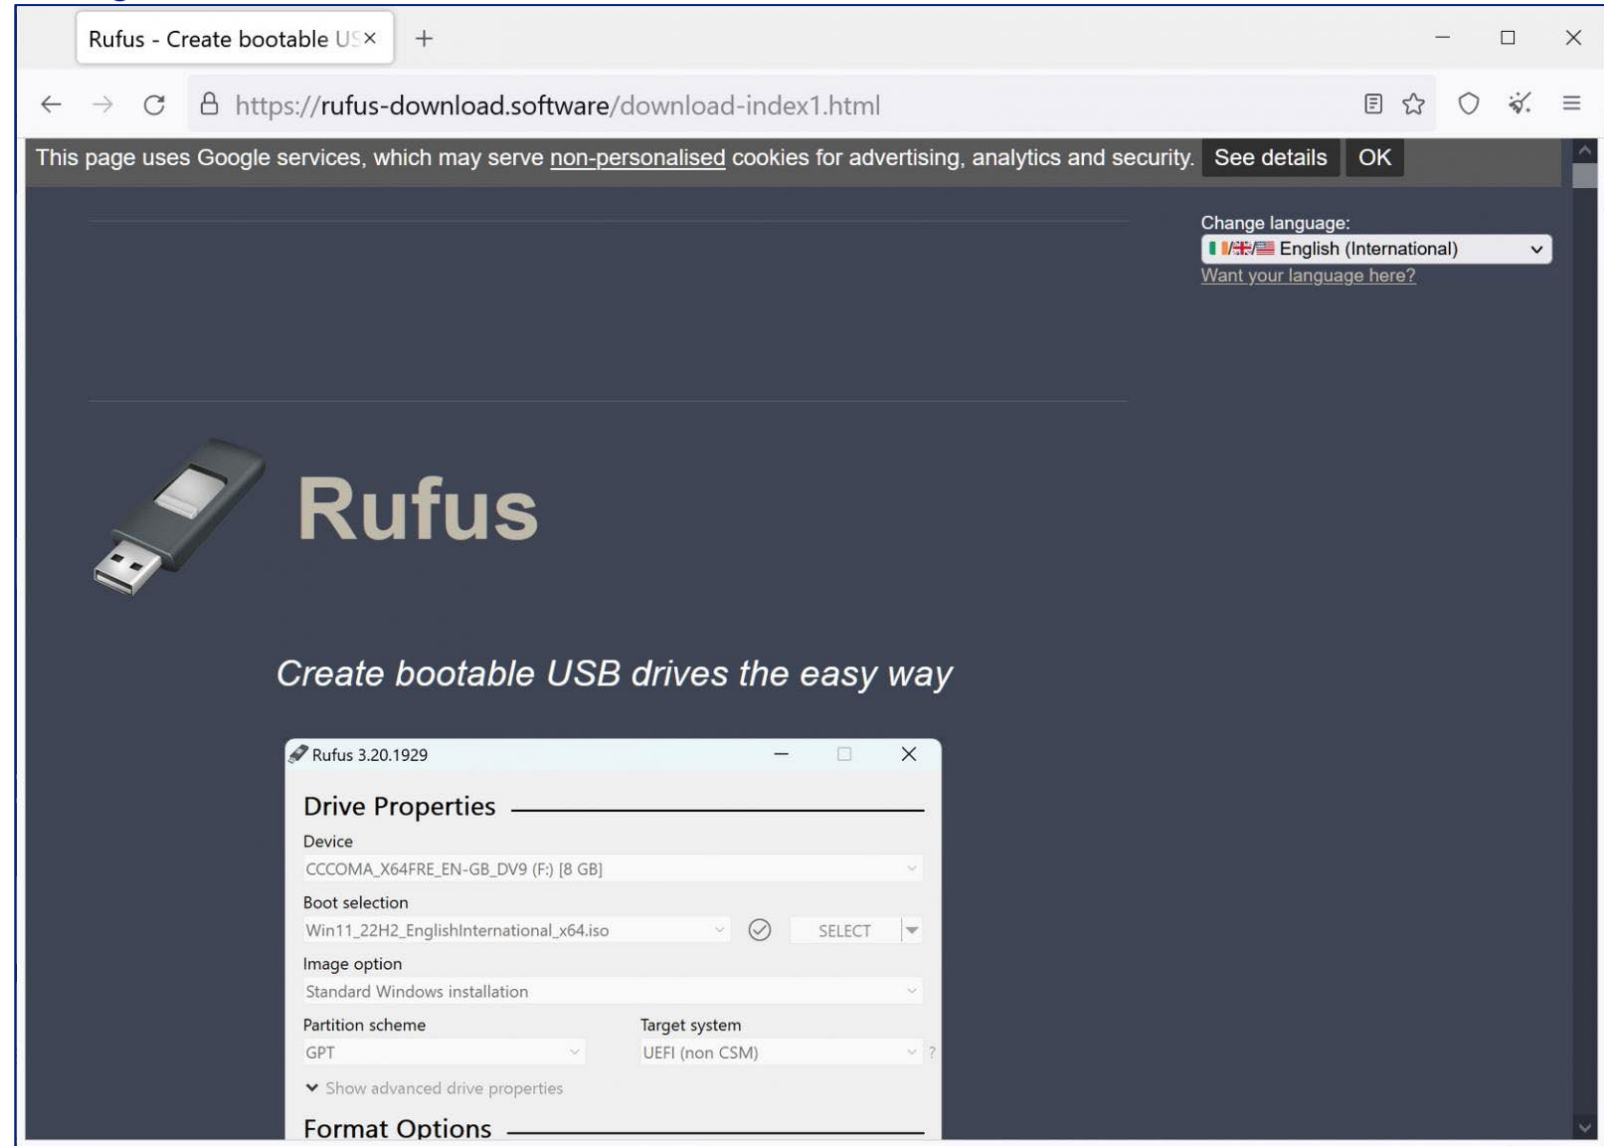 Rufus - Create bootable US
https://rufus-download.software/download-index1.html
This page uses Google services, which may serve non-personalised cookies for advertising, analytics and security. See details OK
Change language:
English (International)
Want your language here?
Rufus
Create bootable USB drives the easy way
Rufus 3.20.1929
Drive Properties
Device
CCCOMA_X64FRE_EN-GB_DV9 (F:) [8 GB]
Boot selection
Win11_22H2_EnglishInternational_x64.iso SELECT
Image option
Standard Windows installation
Partition scheme Target system
GPT UEFI (non CSM) ?
Show advanced drive properties
Format Options